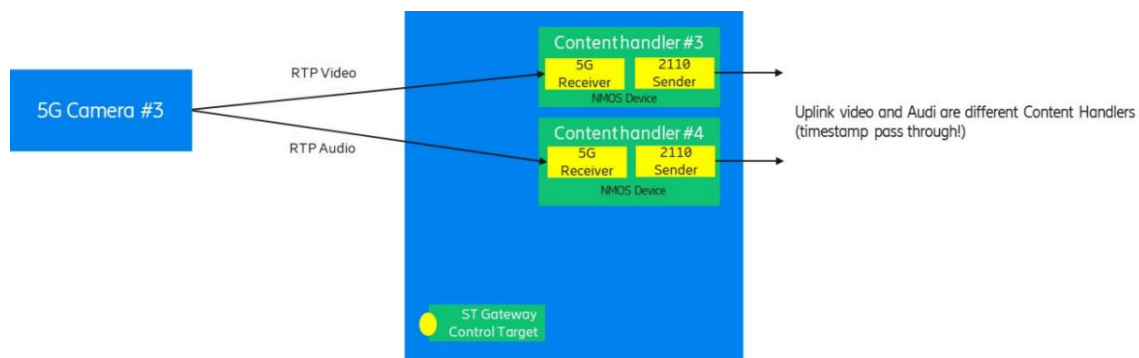 Contenthandler#3
5G
Receiver
2110
Sender
NMOS Device
RTP Video
5G Camera #3
RTP Audio
Contenthandler#4
5G
Receiver
2110
Sender
NMOS Device
Uplink video and Audi are different Content Handlers
(timestamp pass through!)
ST Gateway
Control Target